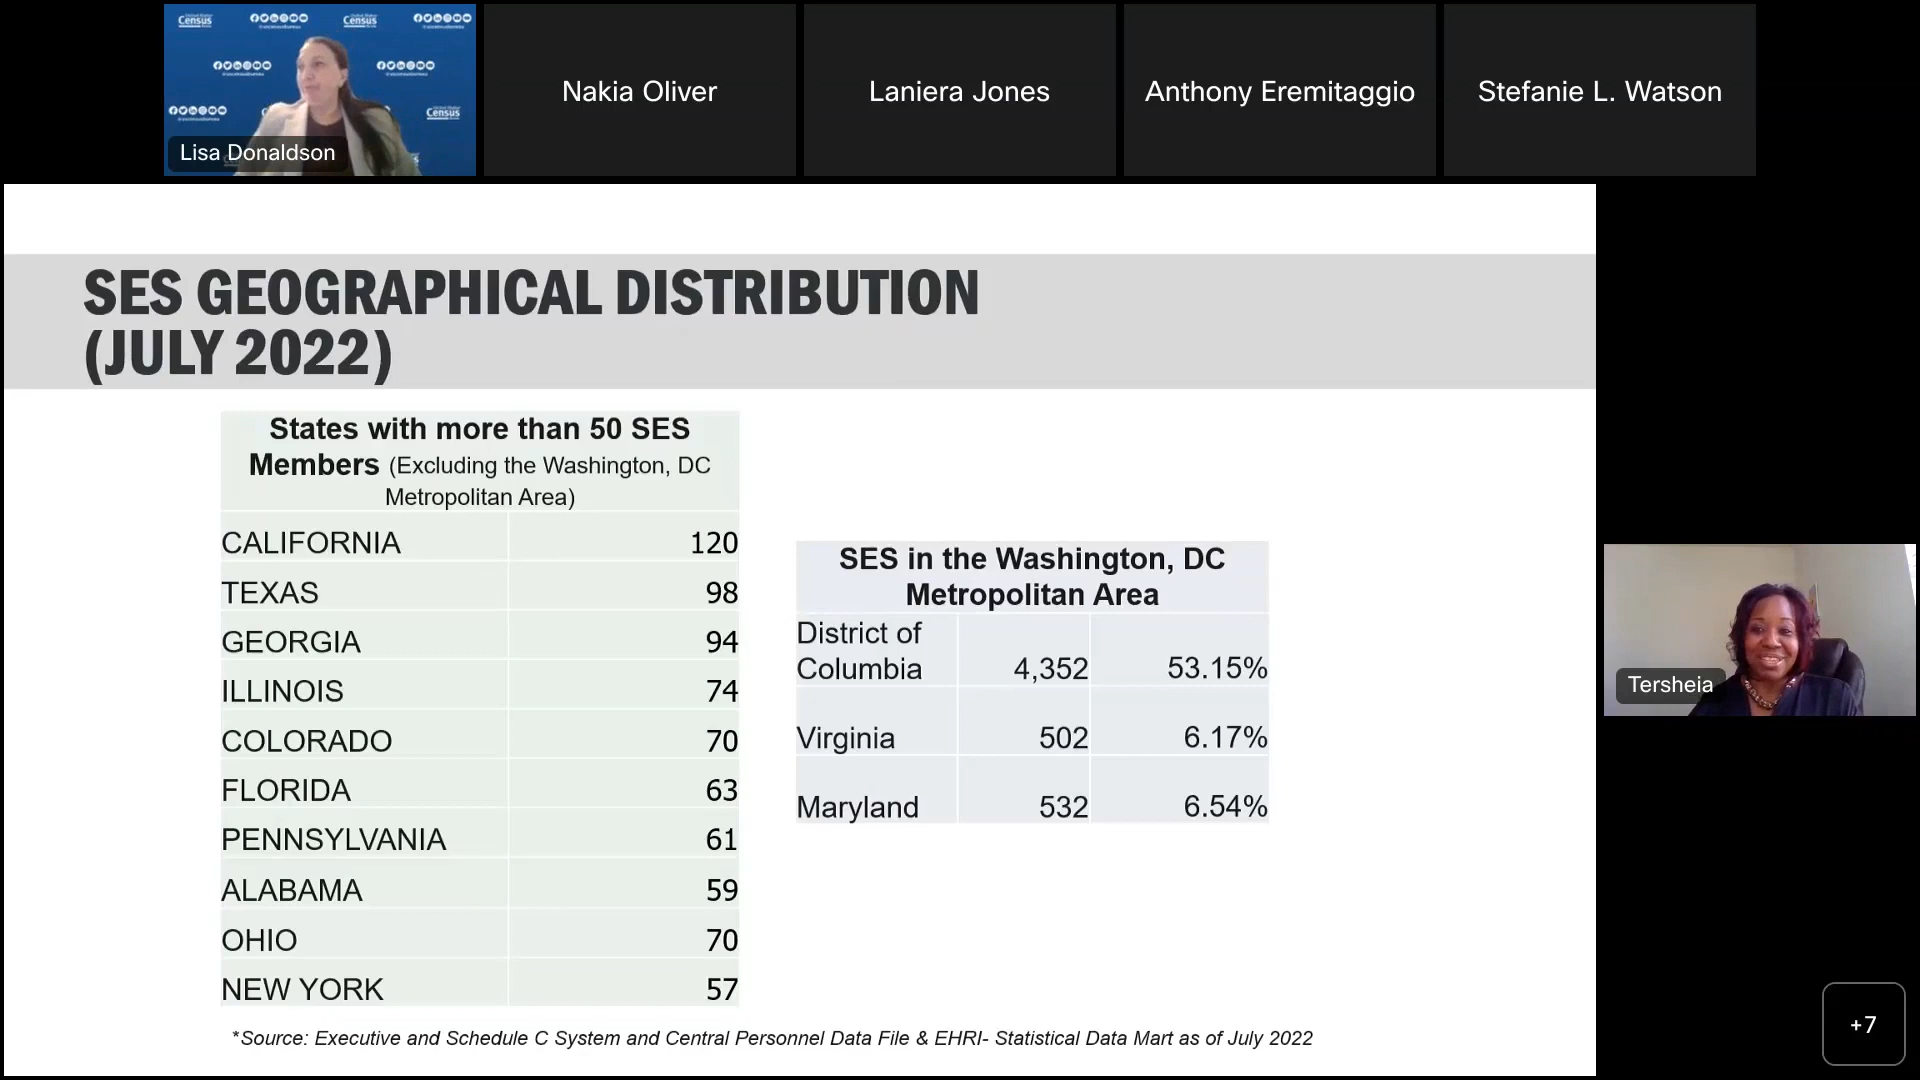 Census
Census
Census
Lisa Donaldson
Nakia Oliver
Laniera Jones
Anthony Eremitaggio
Stefanie L. Watson
SES GEOGRAPHICAL DISTRIBUTION
(JULY 2022)
States with more than 50 SES
Members (Excluding the Washington, DC
Metropolitan Area)
CALIFORNIA 120
TEXAS 98
GEORGIA 94
ILLINOIS 74
COLORADO 70
FLORIDA 63
PENNSYLVANIA 61
ALABAMA 59
OHIO 70
NEW YORK 57
SES in the Washington, DC
Metropolitan Area
District of
Columbia 4,352 53.15%
Virginia 502 6.17%
Maryland 532 6.54%
*Source: Executive and Schedule C System and Central Personnel Data File & EHRI- Statistical Data Mart as of July 2022
Tersheia
+7